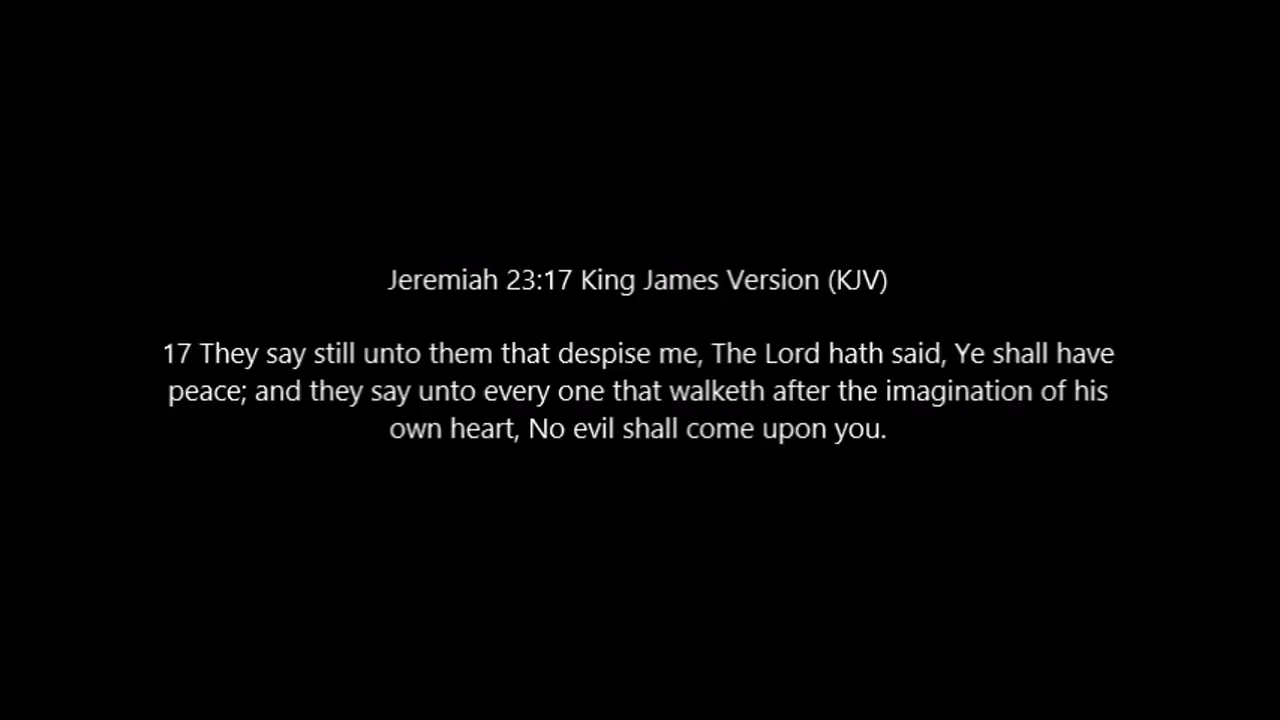 Jeremiah 23:17 King James Version (KJV)
17 They say still unto them that despise me, The Lord hath said, Ye shall have
peace; and they say unto every one that walketh after the imagination of his
own heart, No evil shall come upon you.